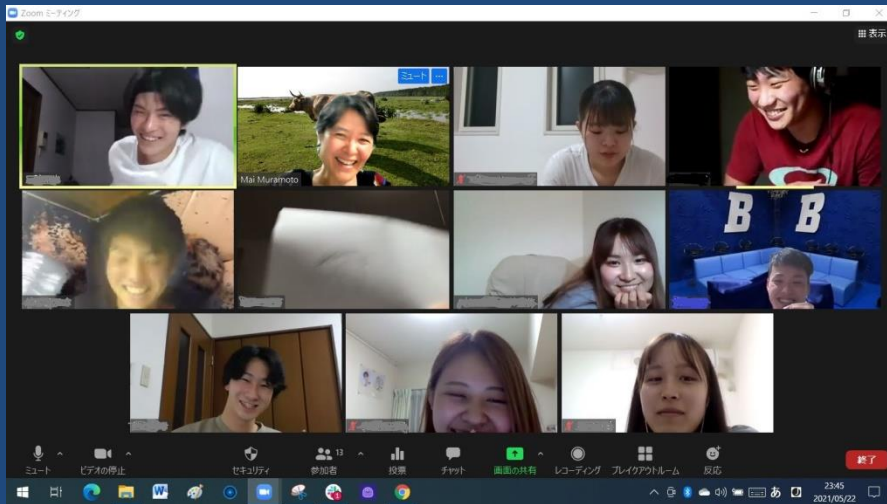 Zoom ミーティング
表示
ミュート ...
Mai Muramoto
B B
ミュート
ビデオの停止
セキュリティ
参加者 13
投票
チャット
画面の共有
レコーディング
ブレイクアウトルーム
反応
終了
あ
23:45
2021/05/22